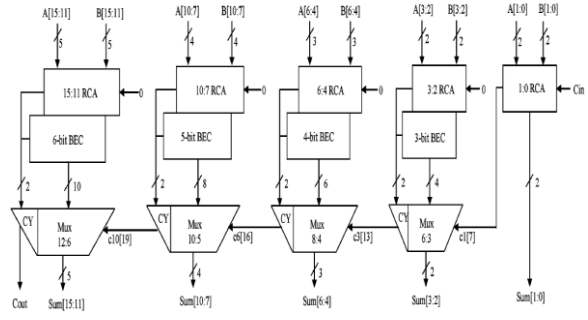 A[15:11] B[15:11] A[10:7] B[10:7] A[6:4] B[6:4] A[3:2] B[3:2] A[1:0] B[1:0]
5 5 4 4 3 3 2 2 2 2
15:11 RCA 0 10:7 RCA 0 6:4 RCA 0 3:2 RCA 0 1:0 RCA Cin
6-bit BEC 5-bit BEC 4-bit BEC 3-bit BEC
2 10 2 8 2 6 2 4 2
CY Mux 12:6 c10[19] CY Mux 10:5 c6[16] CY Mux 8:4 c3[13] CY Mux 6:3 c1[7]
5 4 3 2
Cout Sum[15:11] Sum[10:7] Sum[6:4] Sum[3:2] Sum[1:0]